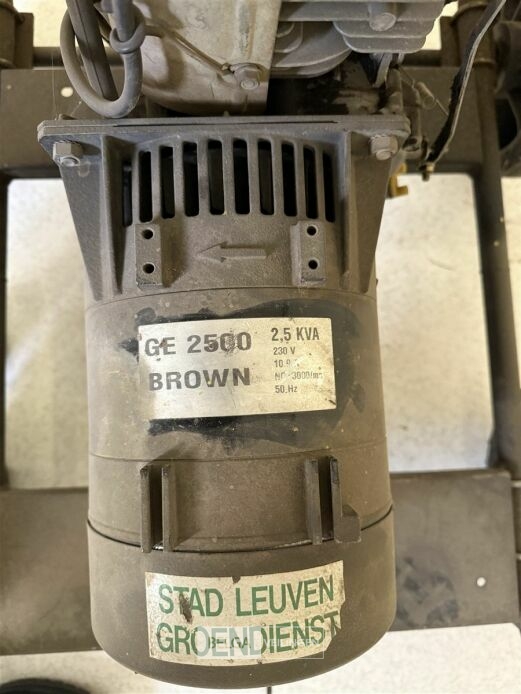 GE 2500 2,5 KVA
BROWN 230 V
50 Hz
STAD LEUVEN
GROENDIENST